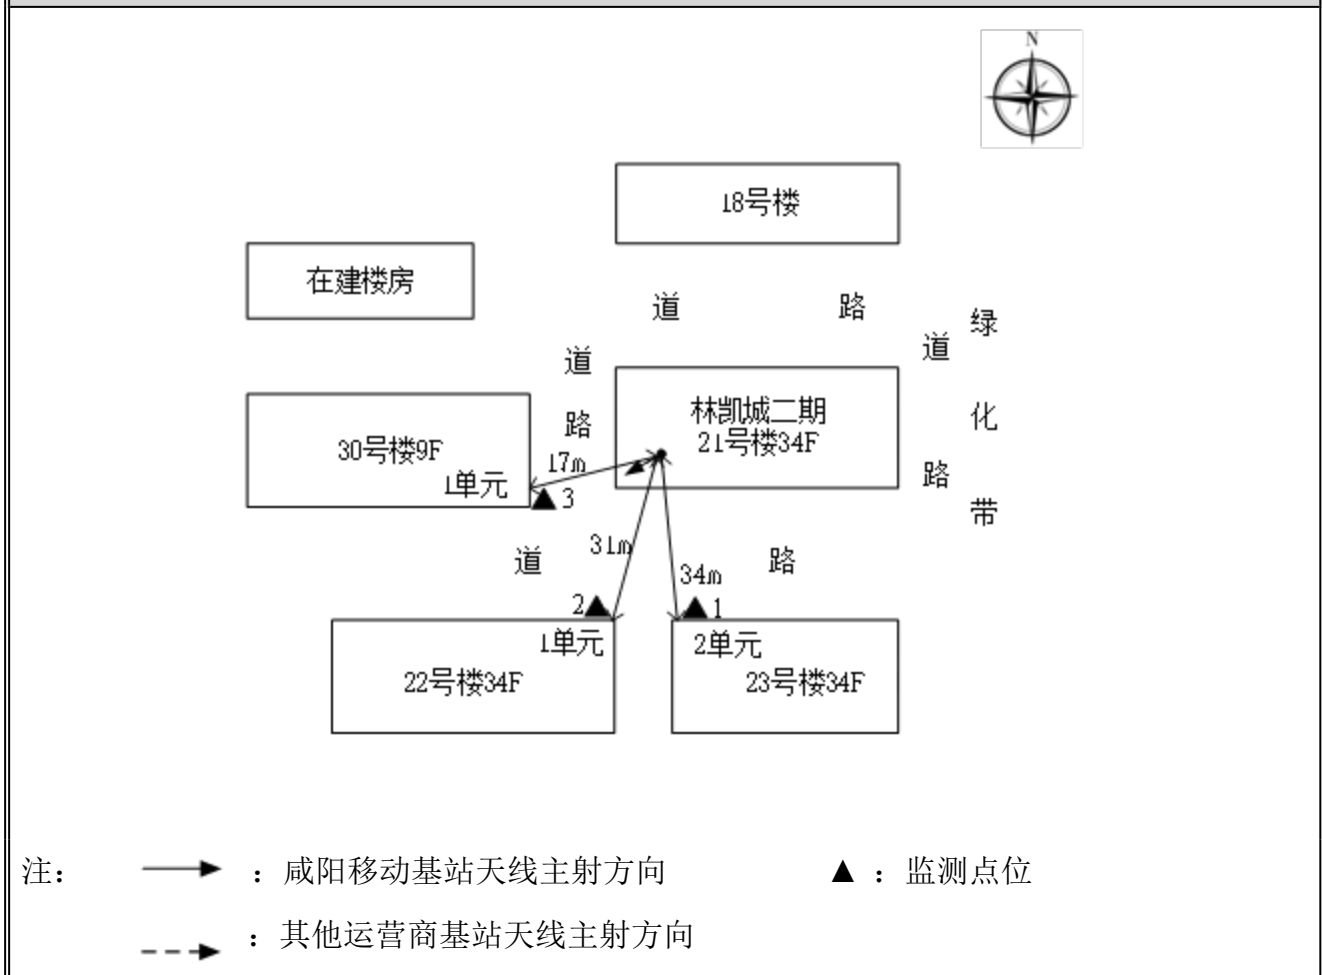 N
18号楼
在建楼房
道 路
绿化带
道路
道路
林凯城二期
21号楼34F
30号楼9F
1单元
17m
3
31m
道 路
34m
2
1
1单元
2单元
22号楼34F
23号楼34F
注：
：咸阳移动基站天线主射方向
▲：监测点位
：其他运营商基站天线主射方向